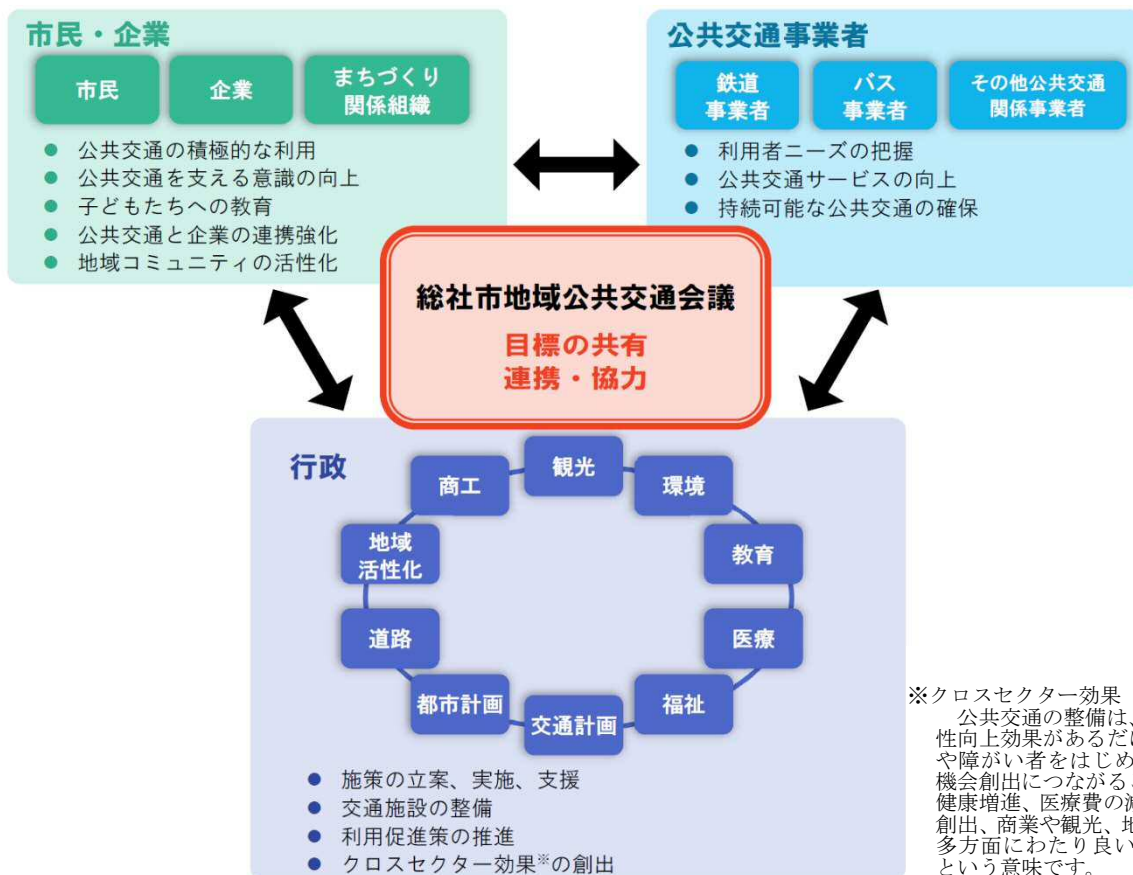 市民・企業
市民
企業
まちづくり
関係組織
● 公共交通の積極的な利用
● 公共交通を支える意識の向上
● 子どもたちへの教育
● 公共交通と企業の連携強化
● 地域コミュニティの活性化
公共交通事業者
鉄道
事業者
バス
事業者
その他公共交通
関係事業者
● 利用者ニーズの把握
● 公共交通サービスの向上
● 持続可能な公共交通の確保
総社市地域公共交通会議
目標の共有
連携・協力
行政
観光
環境
教育
医療
福祉
交通計画
都市計画
道路
地域
活性化
商工
● 施策の立案、実施、支援
● 交通施設の整備
● 利用促進策の推進
● クロスセクター効果※の創出
※クロスセクター効果
公共交通の整備は、
性向上効果があるだ
や障がい者をはじめ
機会創出につながる
健康増進、医療費の
創出、商業や観光、
多方面にわたり良い
という意味です。